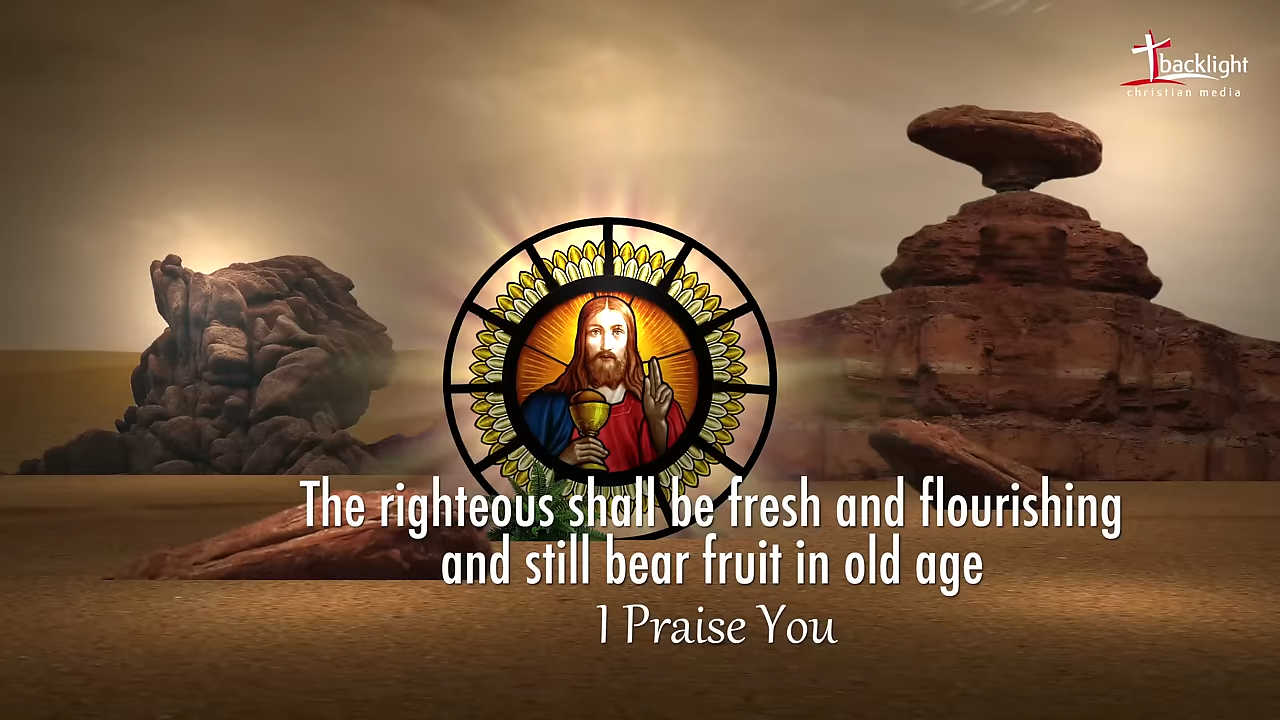 backlight
christian media
The righteous shall be fresh and flourishing
and still bear fruit in old age
I Praise You